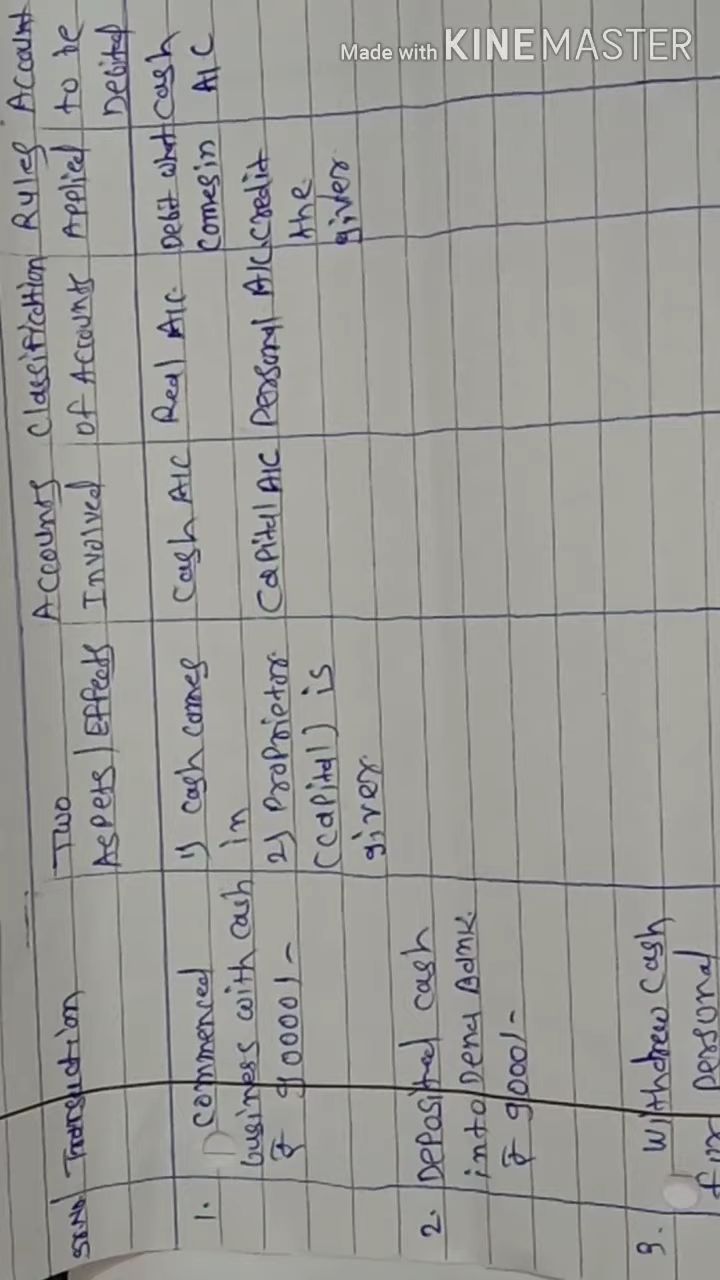 Made with KINEMASTER
Sr.No. Transaction
Two
Aspets/Effects
Accounts
Involved
Classification
of Accounts
Rules
Applied
Account
to be
Debited
1. Commenced
business with cash
₹ 90000/-
1) cash comes
in
2) Proprietor
(capital) is
giver.
Cash A/C
Capital A/C
Real A/C.
Personal A/C.
Debit what
comes in
credit
the
giver.
Cash
A/C
2. Deposited cash
into Dena Bank.
₹ 9000/-
3. Withdrew cash
for personal